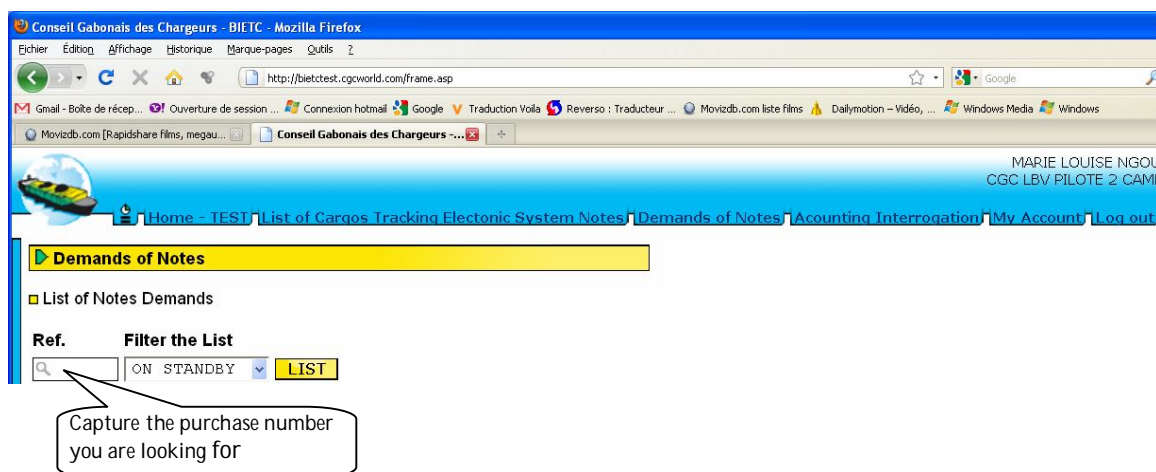 Conseil Gabonais des Chargeurs - BIETC - Mozilla Firefox
Eichier Édition Affichage Historique Marque-pages Outils ?
http://bietctest.cgcworld.com/frame.asp Google
Gmail - Boîte de récep... Ouverture de session ... Connexion hotmail Google Traduction Voila Reverso : Traducteur ... Movizdb.com liste films Dailymotion – Vidéo, ... Windows Media Windows
Movizdb.com [Rapidshare films, megau... Conseil Gabonais des Chargeurs -...
MARIE LOUISE NGOU
CGC LBV PILOTE 2 CAM
Home - TEST List of Cargos Tracking Electonic System Notes Demands of Notes Acounting Interrogation My Account Log out
Demands of Notes
List of Notes Demands
Ref. Filter the List
ON STANDBY LIST
Capture the purchase number
you are looking for